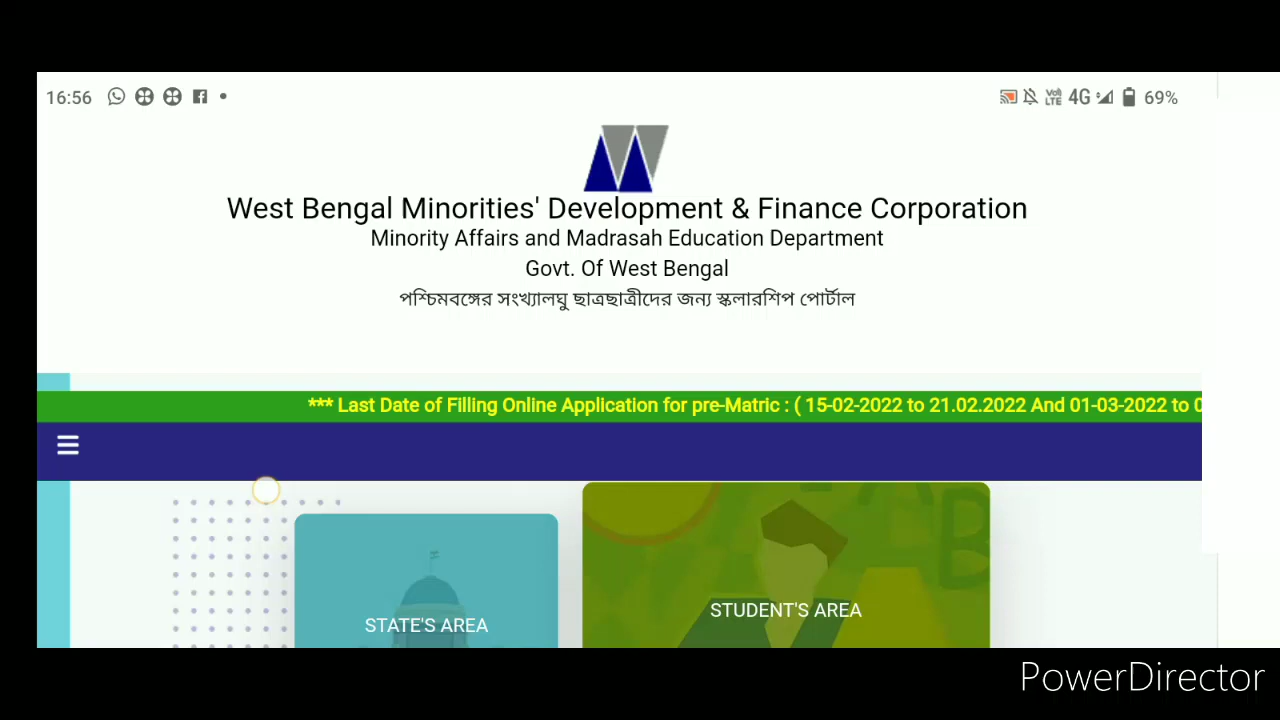 16:56 4G 69%
West Bengal Minorities' Development & Finance Corporation
Minority Affairs and Madrasah Education Department
Govt. Of West Bengal
পশ্চিমবঙ্গের সংখ্যালঘু ছাত্রছাত্রীদের জন্য স্কলারশিপ পোর্টাল
*** Last Date of Filling Online Application for pre-Matric : ( 15-02-2022 to 21.02.2022 And 01-03-2022 to
STATE'S AREA
STUDENT'S AREA
PowerDirector